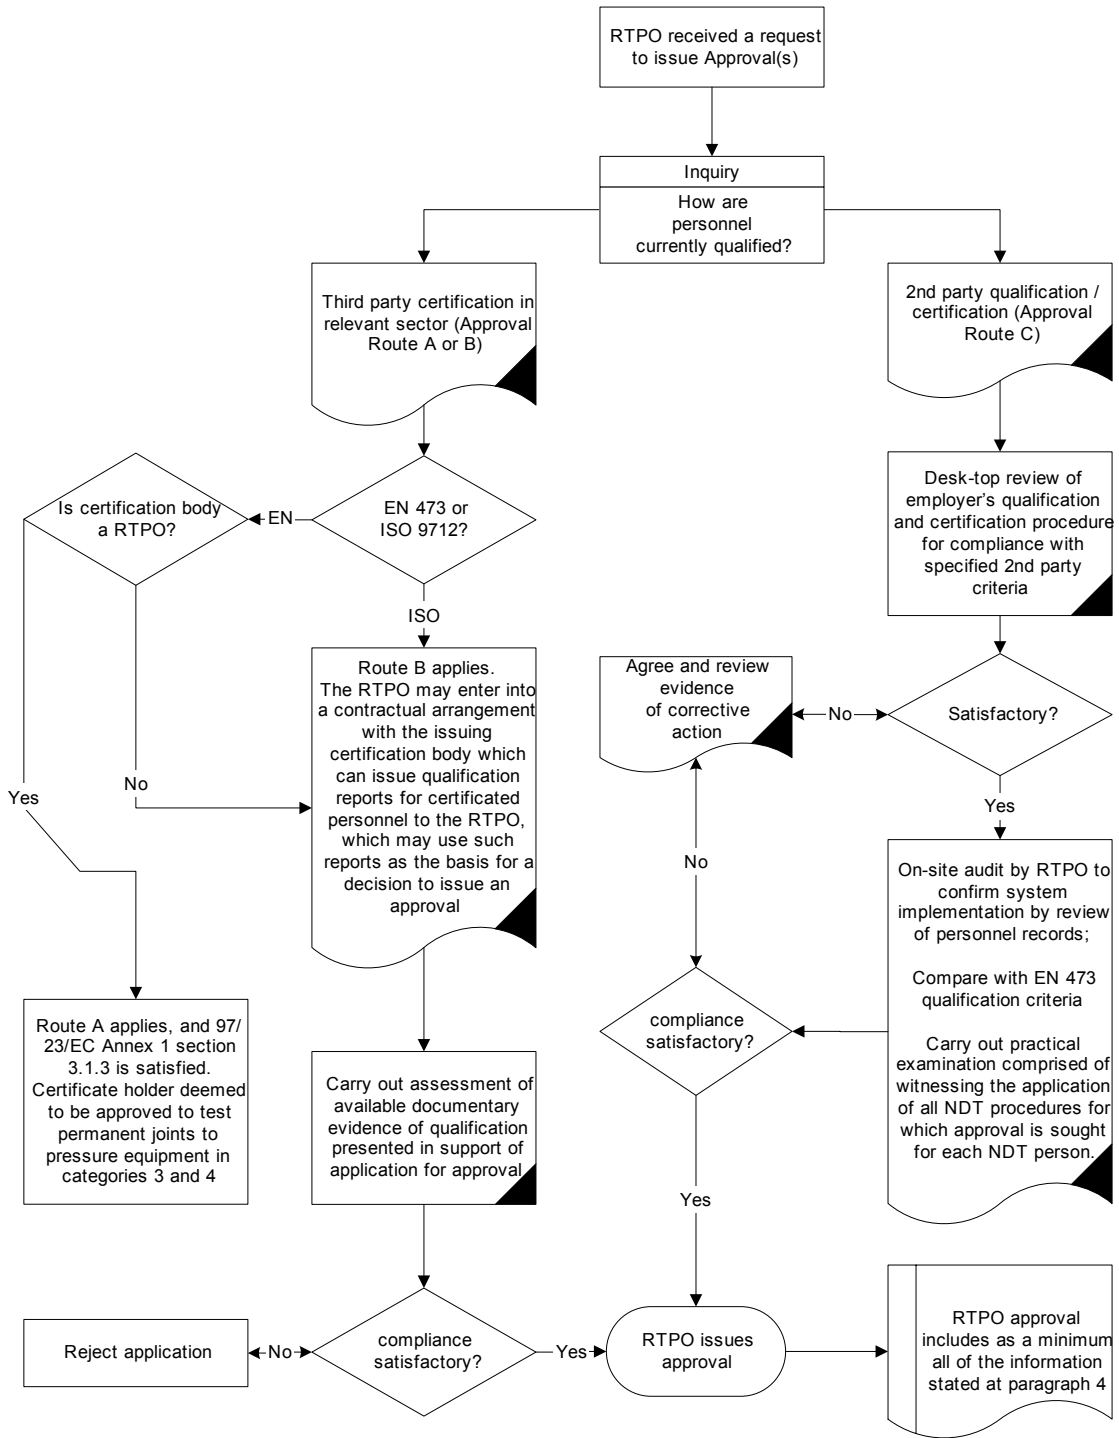 RTPO received a request
to issue Approval(s)
Inquiry
How are
personnel
currently qualified?
Third party certification in
relevant sector (Approval
Route A or B)
2nd party qualification /
certification (Approval
Route C)
Is certification body
a RTPO?
EN
EN 473 or
ISO 9712?
Desk-top review of
employer's qualification
and certification procedure
for compliance with
specified 2nd party
criteria
ISO
Route B applies.
The RTPO may enter into
a contractual arrangement
with the issuing
certification body which
can issue qualification
reports for certificated
personnel to the RTPO,
which may use such
reports as the basis for a
decision to issue an
approval
Agree and review
evidence
of corrective
action
No
Satisfactory?
Yes
No
Yes
No
On-site audit by RTPO to
confirm system
implementation by review
of personnel records;
Compare with EN 473
qualification criteria
Carry out practical
examination comprised of
witnessing the application
of all NDT procedures for
which approval is sought
for each NDT person.
compliance
satisfactory?
Route A applies, and 97/
23/EC Annex 1 section
3.1.3 is satisfied.
Certificate holder deemed
to be approved to test
permanent joints to
pressure equipment in
categories 3 and 4
Carry out assessment of
available documentary
evidence of qualification
presented in support of
application for approval
Yes
Reject application
No
compliance
satisfactory?
Yes
RTPO issues
approval
RTPO approval
includes as a minimum
all of the information
stated at paragraph 4